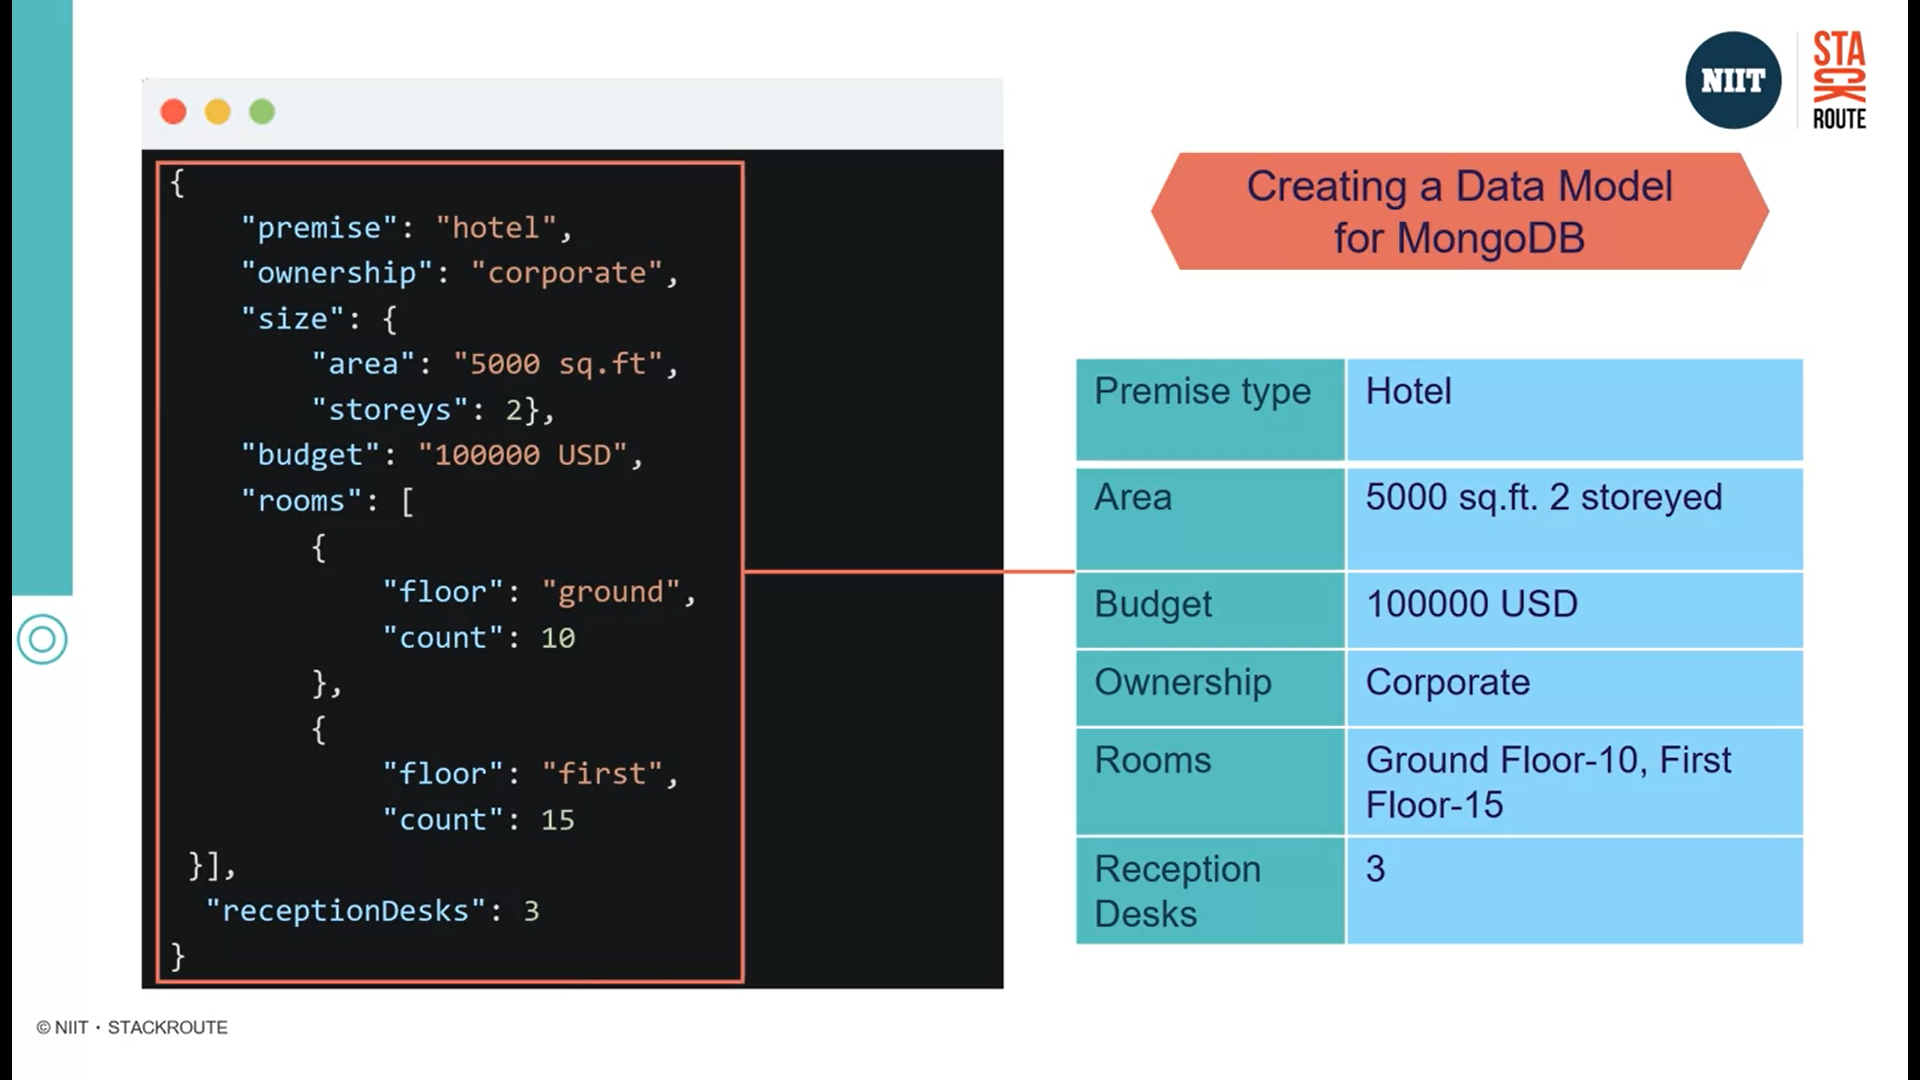 NIIT
STA
CK
ROUTE
{
"premise": "hotel",
"ownership": "corporate",
"size": {
"area": "5000 sq.ft",
"storeys": 2},
"budget": "100000 USD",
"rooms": [
{
"floor": "ground",
"count": 10
},
{
"floor": "first",
"count": 15
}],
"receptionDesks": 3
}
Creating a Data Model
for MongoDB
Premise type Hotel
Area 5000 sq.ft. 2 storeyed
Budget 100000 USD
Ownership Corporate
Rooms Ground Floor-10, First
Floor-15
Reception 3
Desks
© NIIT · STACKROUTE